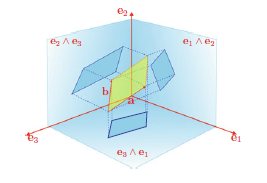 e₂
e₂ ∧ e₃
e₁ ∧ e₂
b
a
e₃
e₁
e₃ ∧ e₁